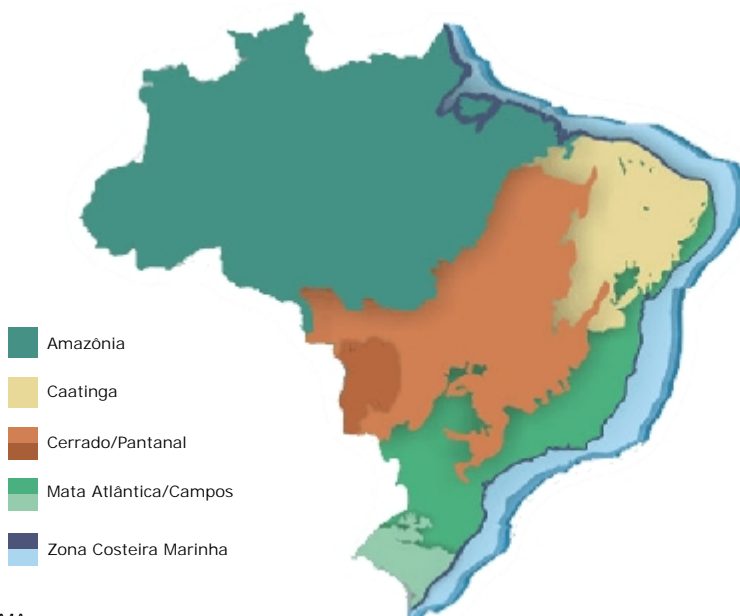 Amazônia
Caatinga
Cerrado/Pantanal
Mata Atlântica/Campos
Zona Costeira Marinha